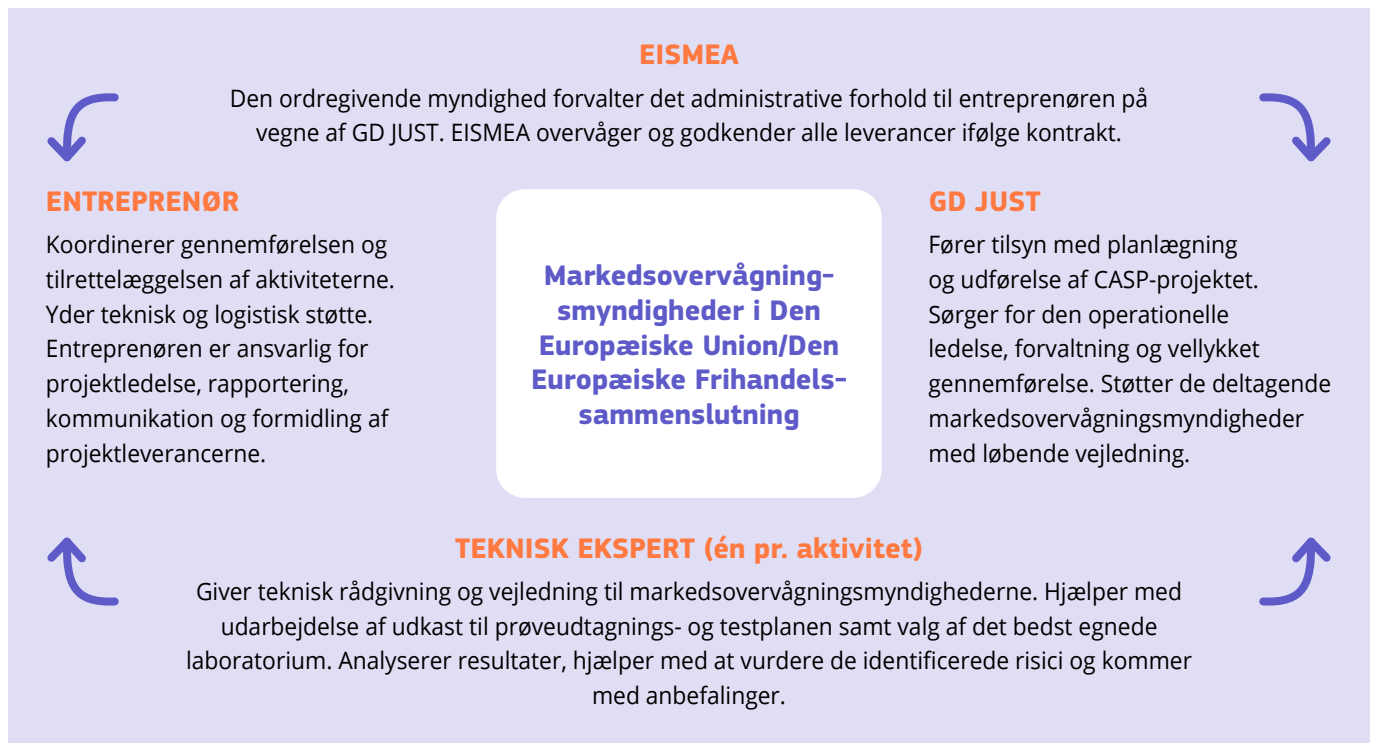 EISMEA
Den ordregivende myndighed forvalter det administrative forhold til entreprenøren på
vegne af GD JUST. EISMEA overvåger og godkender alle leverancer ifølge kontrakt.
ENTREPRENØR
Koordinerer gennemførelsen og
tilrettelæggelsen af aktiviteterne.
Yder teknisk og logistisk støtte.
Entreprenøren er ansvarlig for
projektledelse, rapportering,
kommunikation og formidling af
projektleverancerne.
Markedsovervågning-
smyndigheder i Den
Europæiske Union/Den
Europæiske Frihandels-
sammenslutning
GD JUST
Fører tilsyn med planlægning
og udførelse af CASP-projektet.
Sørger for den operationelle
ledelse, forvaltning og vellykket
gennemførelse. Støtter de deltagende
markedsovervågningsmyndigheder
med løbende vejledning.
TEKNISK EKSPERT (én pr. aktivitet)
Giver teknisk rådgivning og vejledning til markedsovervågningsmyndighederne. Hjælper med
udarbejdelse af udkast til prøveudtagnings- og testplanen samt valg af det bedst egnede
laboratorium. Analyserer resultater, hjælper med at vurdere de identificerede risici og kommer
med anbefalinger.